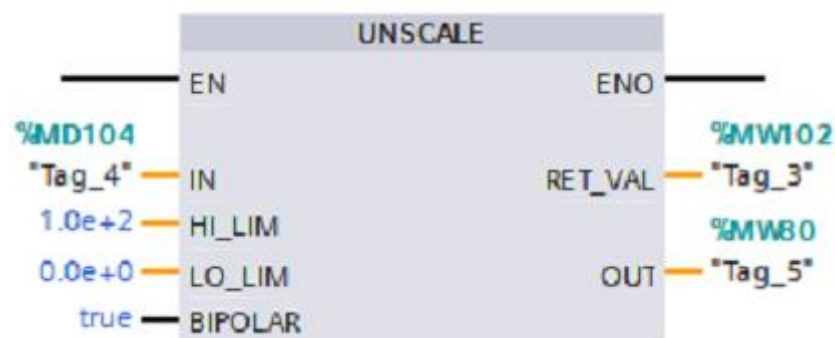 UNSCALE
EN ENO
%MD104 %MW102
"Tag_4" IN RET_VAL "Tag_3"
1.0e+2 HI_LIM %MW80
0.0e+0 LO_LIM OUT "Tag_5"
true BIPOLAR